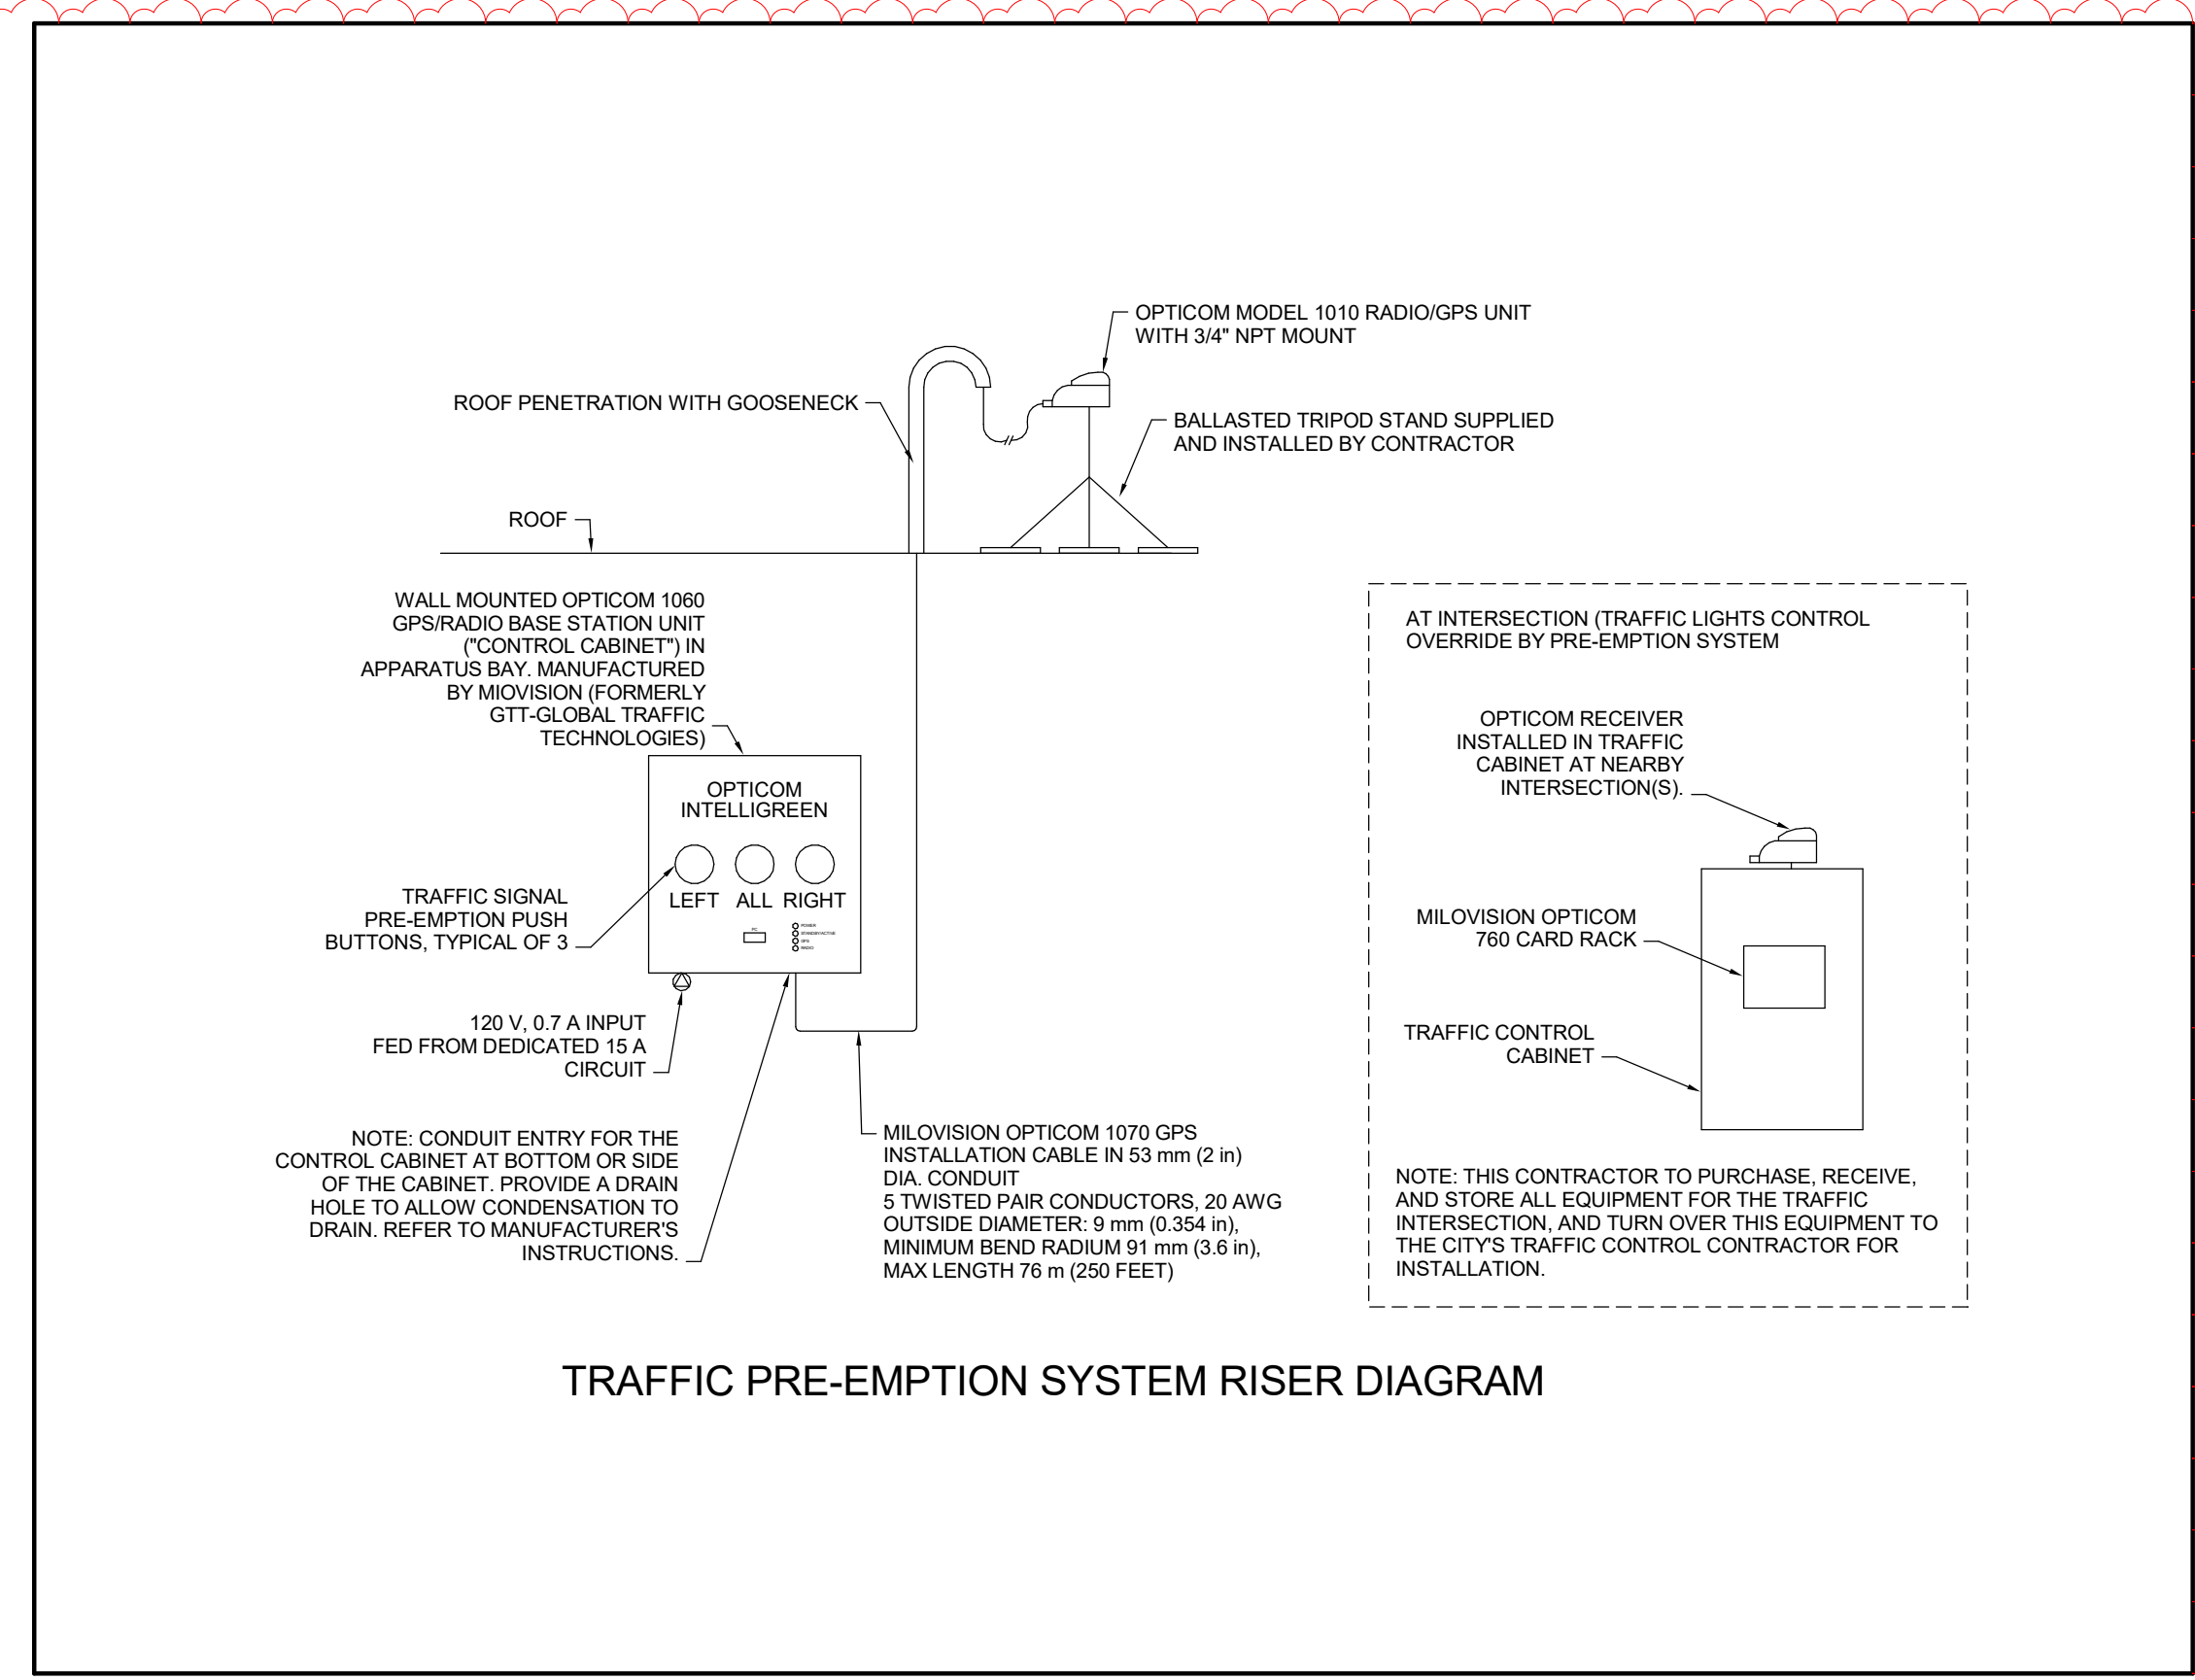 OPTICOM MODEL 1010 RADIO/GPS UNIT
WITH 3/4" NPT MOUNT
ROOF PENETRATION WITH GOOSENECK
BALLASTED TRIPOD STAND SUPPLIED
AND INSTALLED BY CONTRACTOR
ROOF
WALL MOUNTED OPTICOM 1060
GPS/RADIO BASE STATION UNIT
("CONTROL CABINET") IN
APPARATUS BAY. MANUFACTURED
BY MIOVISION (FORMERLY
GTT-GLOBAL TRAFFIC
TECHNOLOGIES)
OPTICOM
INTELLIGREEN
LEFT ALL RIGHT
PC
POWER
STANDBY/ACTIVE
GPS
RADIO
TRAFFIC SIGNAL
PRE-EMPTION PUSH
BUTTONS, TYPICAL OF 3
120 V, 0.7 A INPUT
FED FROM DEDICATED 15 A
CIRCUIT
NOTE: CONDUIT ENTRY FOR THE
CONTROL CABINET AT BOTTOM OR SIDE
OF THE CABINET. PROVIDE A DRAIN
HOLE TO ALLOW CONDENSATION TO
DRAIN. REFER TO MANUFACTURER'S
INSTRUCTIONS.
MILOVISION OPTICOM 1070 GPS
INSTALLATION CABLE IN 53 mm (2 in)
DIA. CONDUIT
5 TWISTED PAIR CONDUCTORS, 20 AWG
OUTSIDE DIAMETER: 9 mm (0.354 in),
MINIMUM BEND RADIUM 91 mm (3.6 in),
MAX LENGTH 76 m (250 FEET)
AT INTERSECTION (TRAFFIC LIGHTS CONTROL
OVERRIDE BY PRE-EMPTION SYSTEM
OPTICOM RECEIVER
INSTALLED IN TRAFFIC
CABINET AT NEARBY
INTERSECTION(S).
MILOVISION OPTICOM
760 CARD RACK
TRAFFIC CONTROL
CABINET
NOTE: THIS CONTRACTOR TO PURCHASE, RECEIVE,
AND STORE ALL EQUIPMENT FOR THE TRAFFIC
INTERSECTION, AND TURN OVER THIS EQUIPMENT TO
THE CITY'S TRAFFIC CONTROL CONTRACTOR FOR
INSTALLATION.
TRAFFIC PRE-EMPTION SYSTEM RISER DIAGRAM